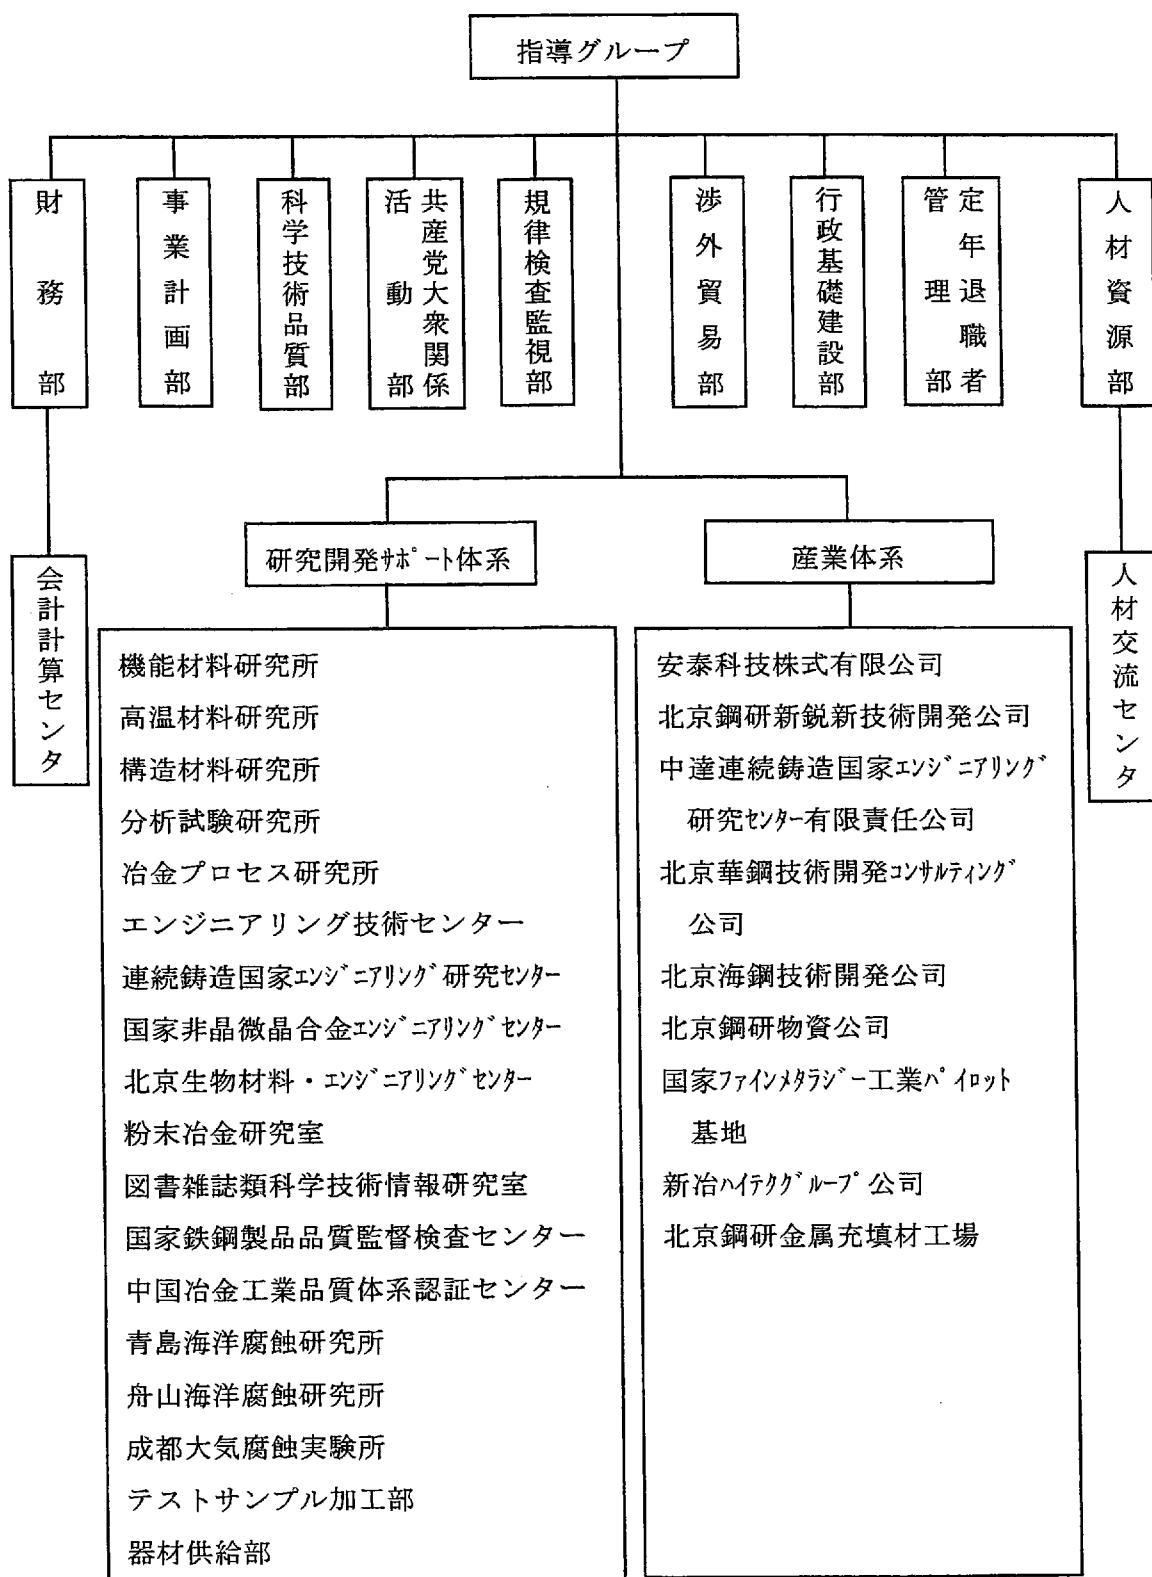 指導グループ
財務部
事業計画部
科学技術品質部
共産党大衆関係
活動部
規律検査監視部
渉外貿易部
行政基礎建設部
定年退職者
管理部
人材資源部
会計計算センタ
人材交流センタ
研究開発ｻﾎﾟｰﾄ体系
機能材料研究所
高温材料研究所
構造材料研究所
分析試験研究所
冶金プロセス研究所
エンジニアリング技術センター
連続鋳造国家ｴﾝｼﾞﾆｱﾘﾝｸﾞ研究ｾﾝﾀｰ
国家非晶微晶合金ｴﾝｼﾞﾆｱﾘﾝｸﾞｾﾝﾀｰ
北京生物材料・ｴﾝｼﾞﾆｱﾘﾝｸﾞｾﾝﾀｰ
粉末冶金研究室
図書雑誌類科学技術情報研究室
国家鉄鋼製品品質監督検査センター
中国冶金工業品質体系認証センター
青島海洋腐蝕研究所
舟山海洋腐蝕研究所
成都大気腐蝕実験所
テストサンプル加工部
器材供給部
産業体系
安泰科技株式有限公司
北京鋼研新鋭新技術開発公司
中達連続鋳造国家ｴﾝｼﾞﾆｱﾘﾝｸﾞ
研究ｾﾝﾀｰ有限責任公司
北京華鋼技術開発ｺﾝｻﾙﾃｨﾝｸﾞ
公司
北京海鋼技術開発公司
北京鋼研物資公司
国家ﾌｧｲﾝﾒﾀﾗｼﾞｰ工業ﾊﾟｲﾛｯﾄ
基地
新冶ﾊｲﾃｸｸﾞﾙｰﾌﾟ公司
北京鋼研金属充填材工場